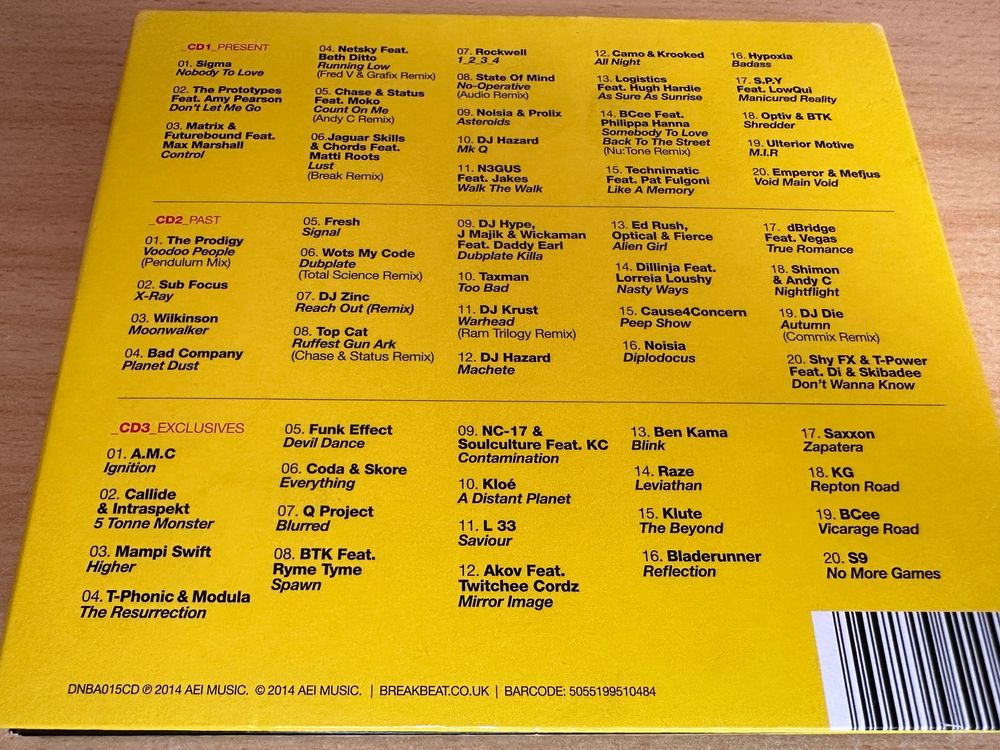 _CD1_PRESENT
01. Sigma
Nobody To Love
02. The Prototypes
Feat. Amy Pearson
Don't Let Me Go
03. Matrix &
Futurebound Feat.
Max Marshall
Control
04. Netsky Feat.
Beth Ditto
Running Low
(Fred V & Grafix Remix)
05. Chase & Status
Feat. Moko
Count On Me
(Andy C Remix)
06.Jaguar Skills
& Chords Feat.
Matti Roots
Lust
(Break Remix)
07. Rockwell
1_2_3_4
08. State Of Mind
No-Operative
(Audio Remix)
09. Noisia & Prolix
Asteroids
10. DJ Hazard
Mk Q
11. N3GUS
Feat. Jakes
Walk The Walk
12. Camo & Krooked
All Night
13. Logistics
Feat. Hugh Hardie
As Sure As Sunrise
14. BCee Feat.
Philippa Hanna
Somebody To Love
Back To The Street
(Nu:Tone Remix)
15. Technimatic
Feat. Pat Fulgoni
Like A Memory
16. Hypoxia
Badass
17. S.P.Y
Feat. LowQui
Manicured Reality
18. Optiv & BTK
Shredder
19. Ulterior Motive
M.I.R
20. Emperor & Mefjus
Void Main Void
_CD2_PAST
01. The Prodigy
Voodoo People
(Pendulum Mix)
02. Sub Focus
X-Ray
03. Wilkinson
Moonwalker
04. Bad Company
Planet Dust
05. Fresh
Signal
06. Wots My Code
Dubplate
(Total Science Remix)
07. DJ Zinc
Reach Out (Remix)
08. Top Cat
Ruffest Gun Ark
(Chase & Status Remix)
09. DJ Hype,
J Majik & Wickaman
Feat. Daddy Earl
Dubplate Killa
10. Taxman
Too Bad
11. DJ Krust
Warhead
(Ram Trilogy Remix)
12. DJ Hazard
Machete
13. Ed Rush,
Optical & Fierce
Alien Girl
14. Dillinja Feat.
Lorreia Loushy
Nasty Ways
15. Cause4Concern
Peep Show
16. Noisia
Diplodocus
17. dBridge
Feat. Vegas
True Romance
18. Shimon
& Andy C
Nightflight
19. DJ Die
Autumn
(Commix Remix)
20. Shy FX & T-Power
Feat. Di & Skibadee
Don't Wanna Know
_CD3_EXCLUSIVES
01. A.M.C
Ignition
02. Callide
& Intraspekt
5 Tonne Monster
03. Mampi Swift
Higher
04. T-Phonic & Modula
The Resurrection
05. Funk Effect
Devil Dance
06. Coda & Skore
Everything
07. Q Project
Blurred
08. BTK Feat.
Ryme Tyme
Spawn
09. NC-17 &
Soulculture Feat. KC
Contamination
10. Kloé
A Distant Planet
11. L 33
Saviour
12. Akov Feat.
Twitchee Cordz
Mirror Image
13. Ben Kama
Blink
14. Raze
Leviathan
15. Klute
The Beyond
16. Bladerunner
Reflection
17. Saxxon
Zapatera
18. KG
Repton Road
19. BCee
Vicarage Road
20. S9
No More Games
DNBA015CD ℗ 2014 AEI MUSIC. © 2014 AEI MUSIC. | BREAKBEAT.CO.UK | BARCODE: 5055199510484